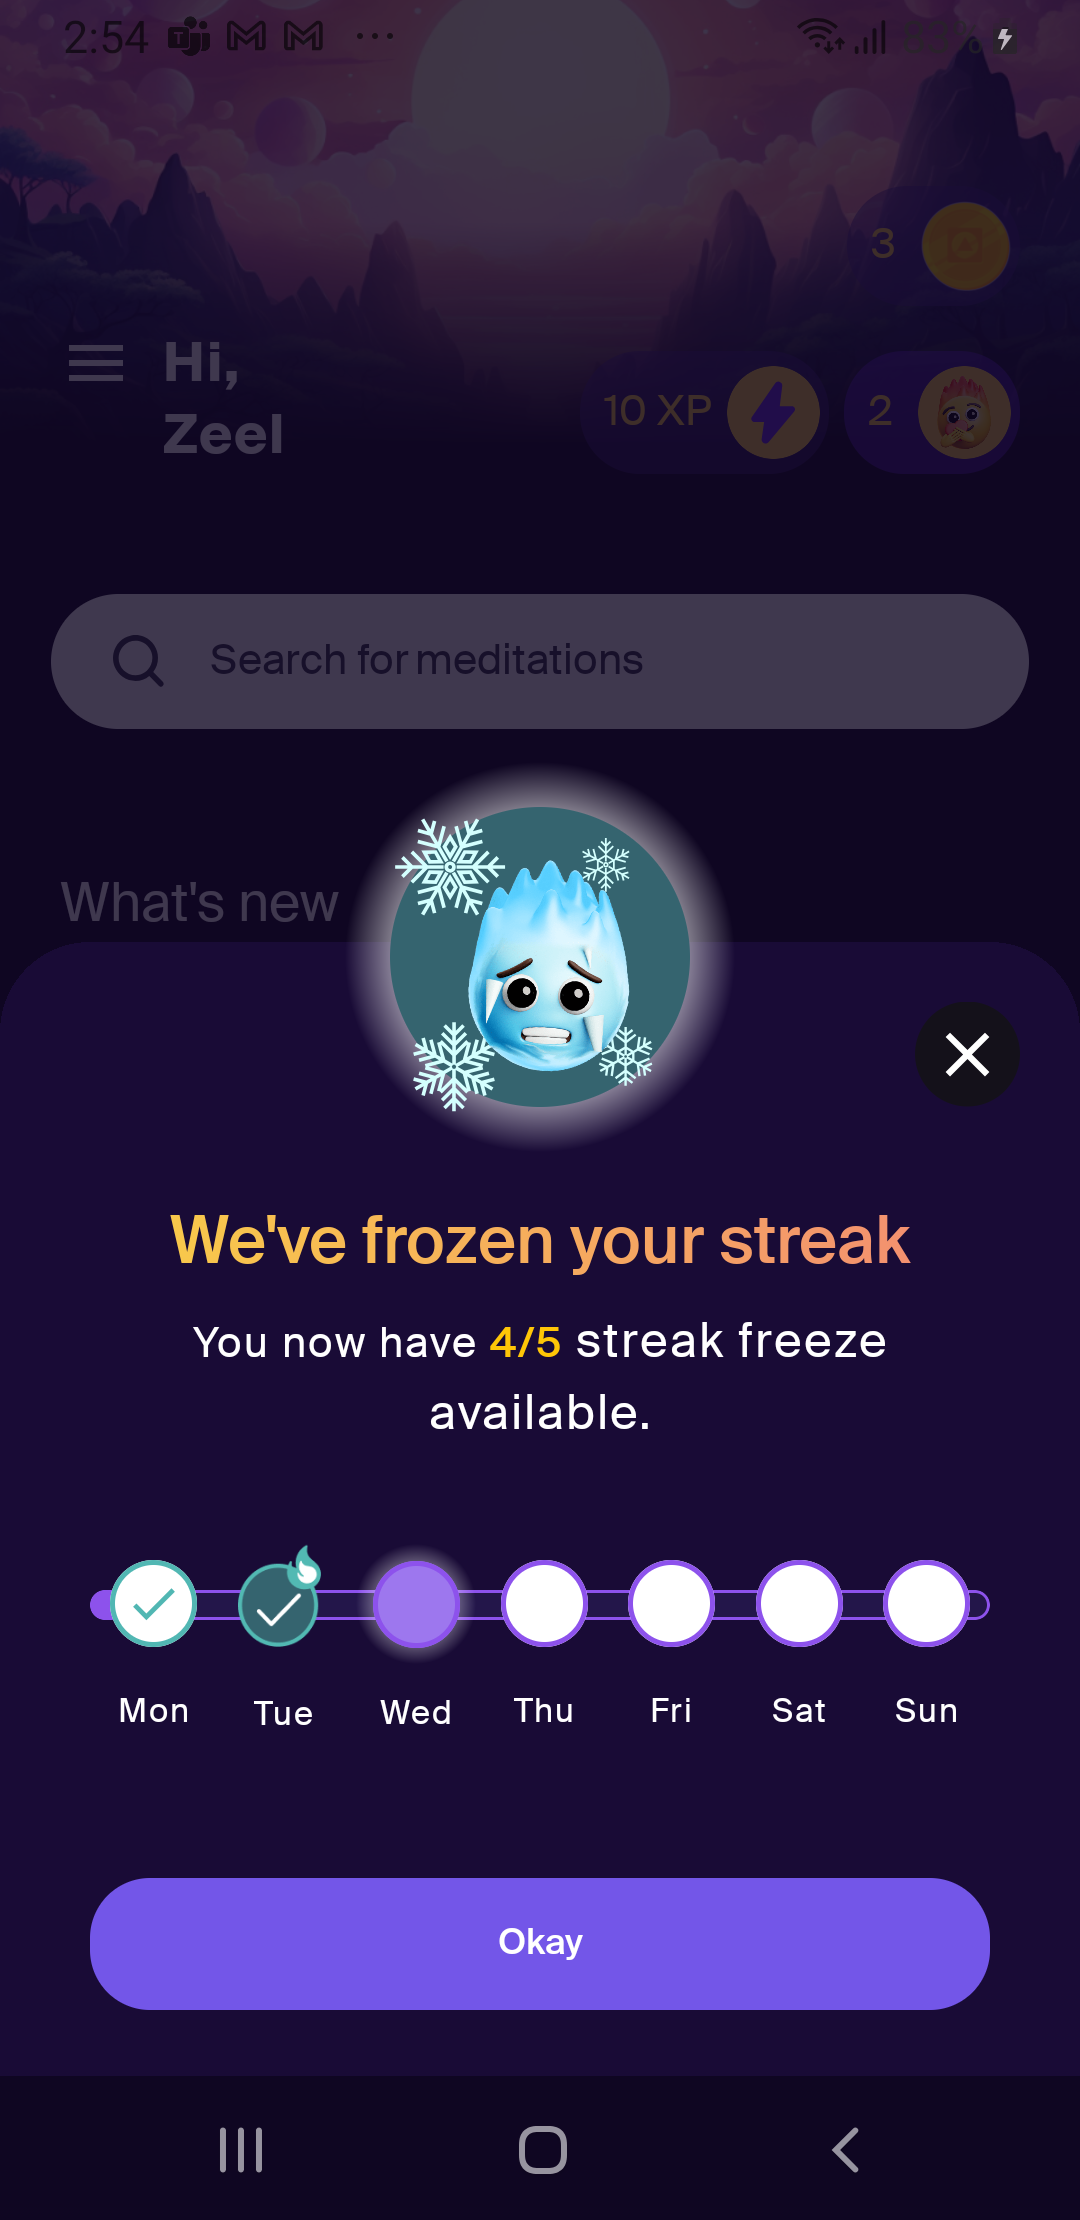 2:54
3
Hi,
Zeel
10 XP
2
Search for meditations
What's new
We've frozen your streak
You now have 4/5 streak freeze
available.
Mon Tue Wed Thu Fri Sat Sun
Okay